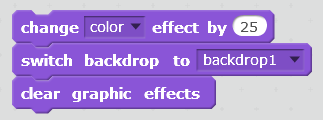 change color effect by 25
switch backdrop to backdrop1
clear graphic effects